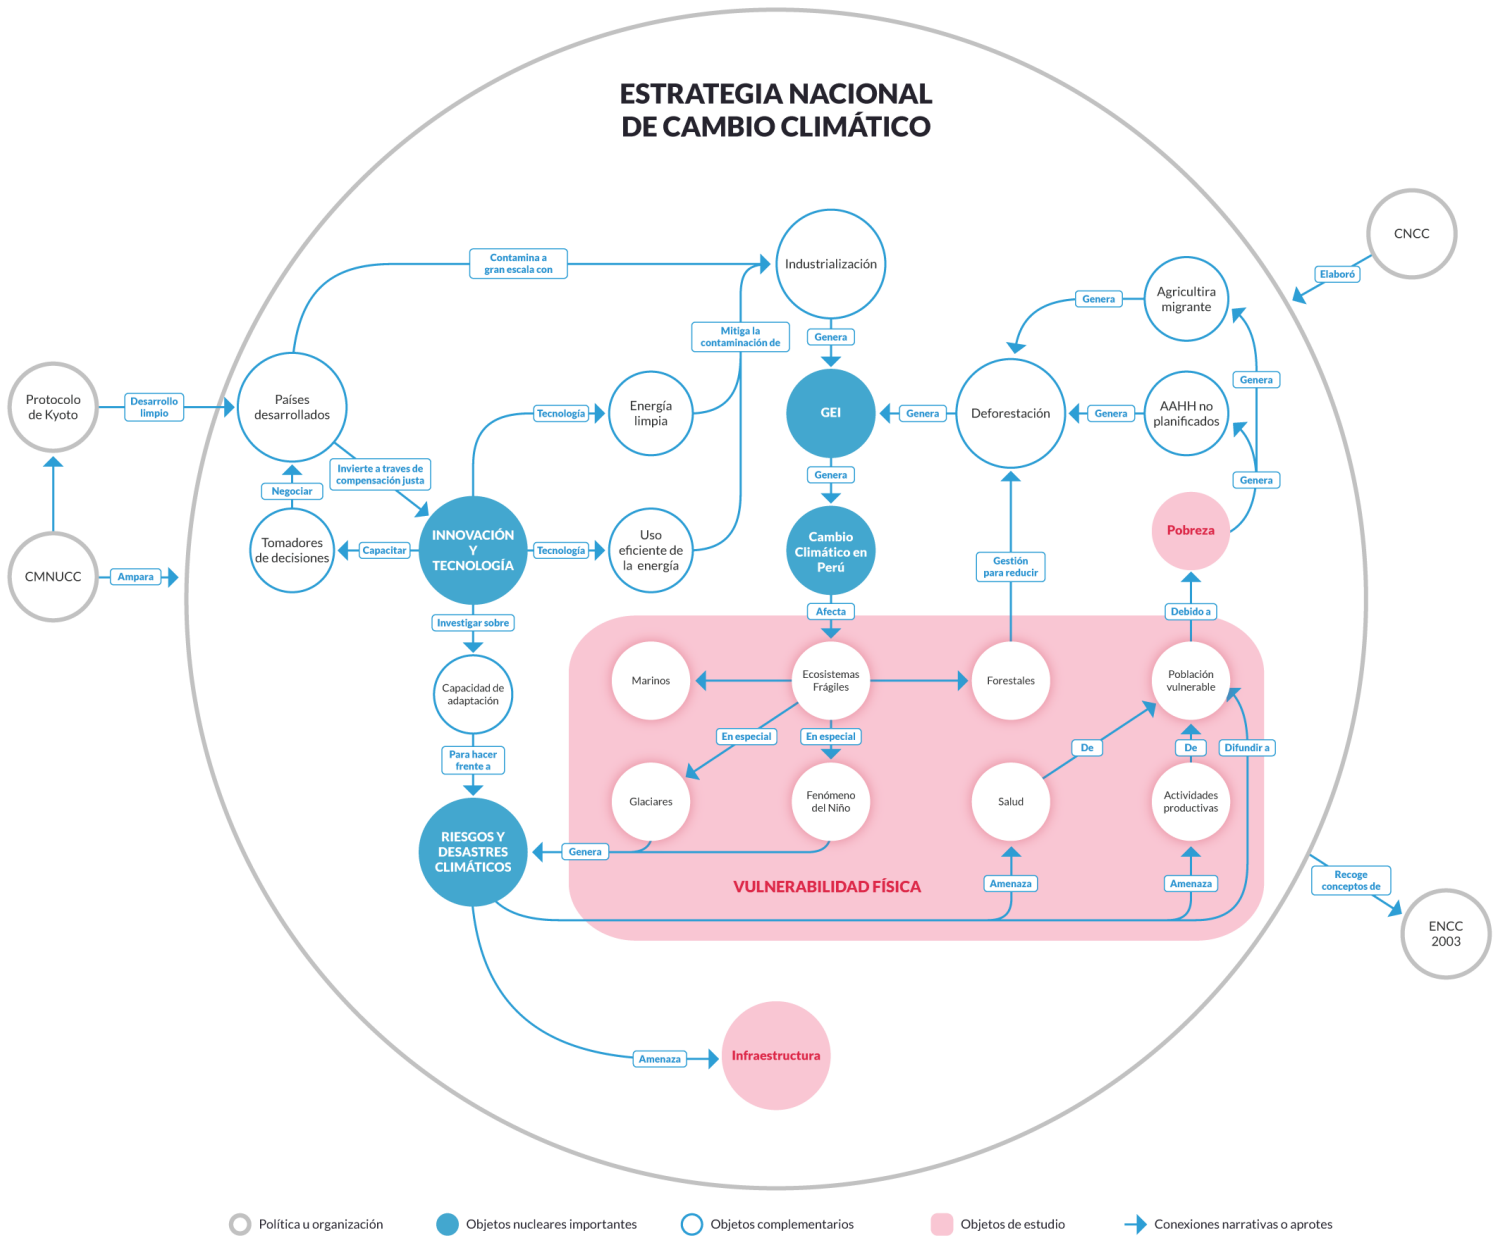 ESTRATEGIA NACIONAL
DE CAMBIO CLIMÁTICO
CNCC
Elaboró
Contamina a
gran escala con
Industrialización
Agricultira
migrante
Genera
Mitiga la
contaminación de
Genera
Protocolo
de Kyoto
Desarrollo
limpio
Países
desarrollados
Tecnología
Energía
limpia
GEI
Genera
Deforestación
Genera
AAHH no
planificados
Genera
Invierte a traves de
compensación justa
Negociar
Genera
Genera
Tomadores
de decisiones
Capacitar
INNOVACIÓN
Y
TECNOLOGÍA
Tecnología
Uso
eficiente de
la energía
Cambio
Climático en
Perú
Pobreza
CMNUCC
Ampara
Gestión
para reducir
Investigar sobre
Afecta
Debido a
Capacidad de
adaptación
Marinos
Ecosistemas
Frágiles
Forestales
Población
vulnerable
Para hacer
frente a
En especial
En especial
De
De
Difundir a
Glaciares
Fenómeno
del Niño
Salud
Actividades
productivas
RIESGOS Y
DESASTRES
CLIMÁTICOS
Genera
VULNERABILIDAD FÍSICA
Amenaza
Amenaza
Recoge
conceptos de
ENCC
2003
Amenaza
Infraestructura
Política u organización
Objetos nucleares importantes
Objetos complementarios
Objetos de estudio
Conexiones narrativas o aprotes